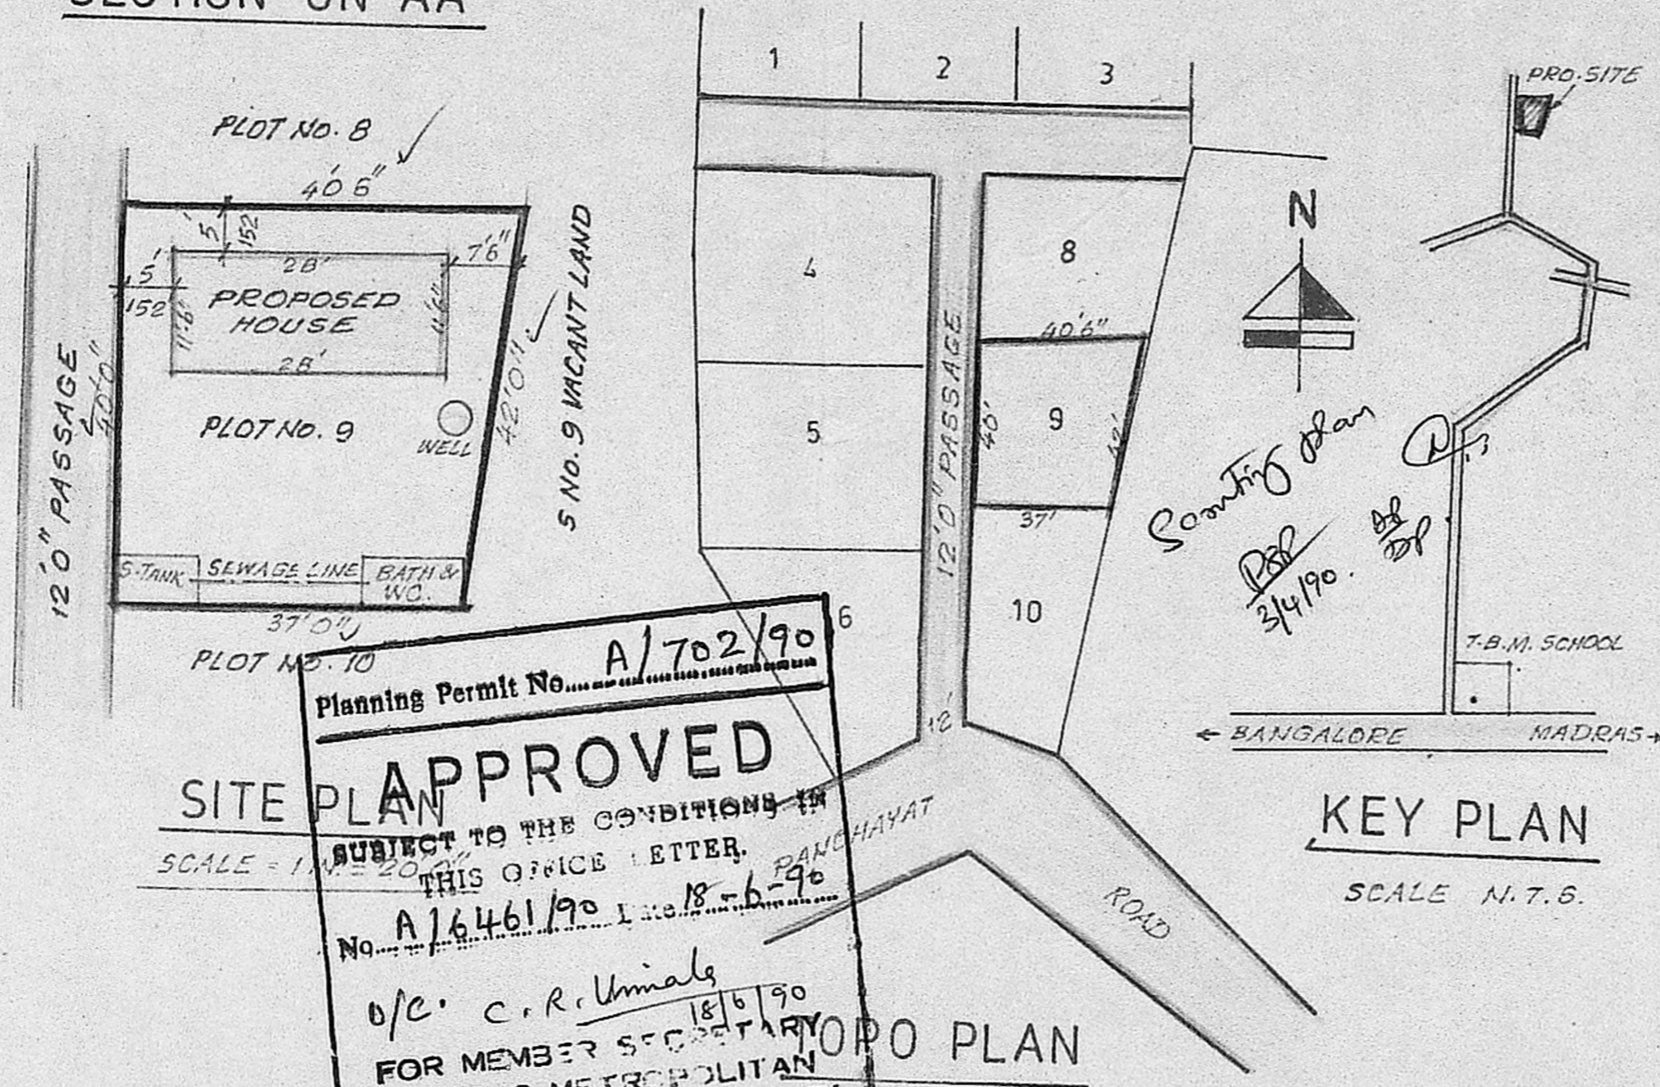 SECTION ON AA
PLOT NO. 8
40'6"
5'
152
7'6"
5'
152
28'
PROPOSED
HOUSE
11'-6"
11'-6"
28'
12'0" PASSAGE
40'0"
PLOT NO. 9
WELL
42'0"
S NO. 9 VACANT LAND
S-TANK
SEWAGE LINE
BATH &
WC.
37'0"
PLOT NO. 10
SITE PLAN
SCALE = 1 IN = 20'0"
Planning Permit No. A/702/90
APPROVED
SUBJECT TO THE CONDITIONS IN
THIS OFFICE LETTER.
No. A/6461/90 Date 18-6-90
O/C. C.R.
18/6/90
FOR MEMBER SECRETARY
METROPOLITAN
1
2
3
4
5
6
8
40'6"
9
40'
42'
37'
10
12'0" PASSAGE
12'
PANCHAYAT
ROAD
TOPO PLAN
N
plan
3/4/90.
PRO.SITE
T.B.M. SCHOOL
← BANGALORE
MADRAS →
KEY PLAN
SCALE N.T.S.